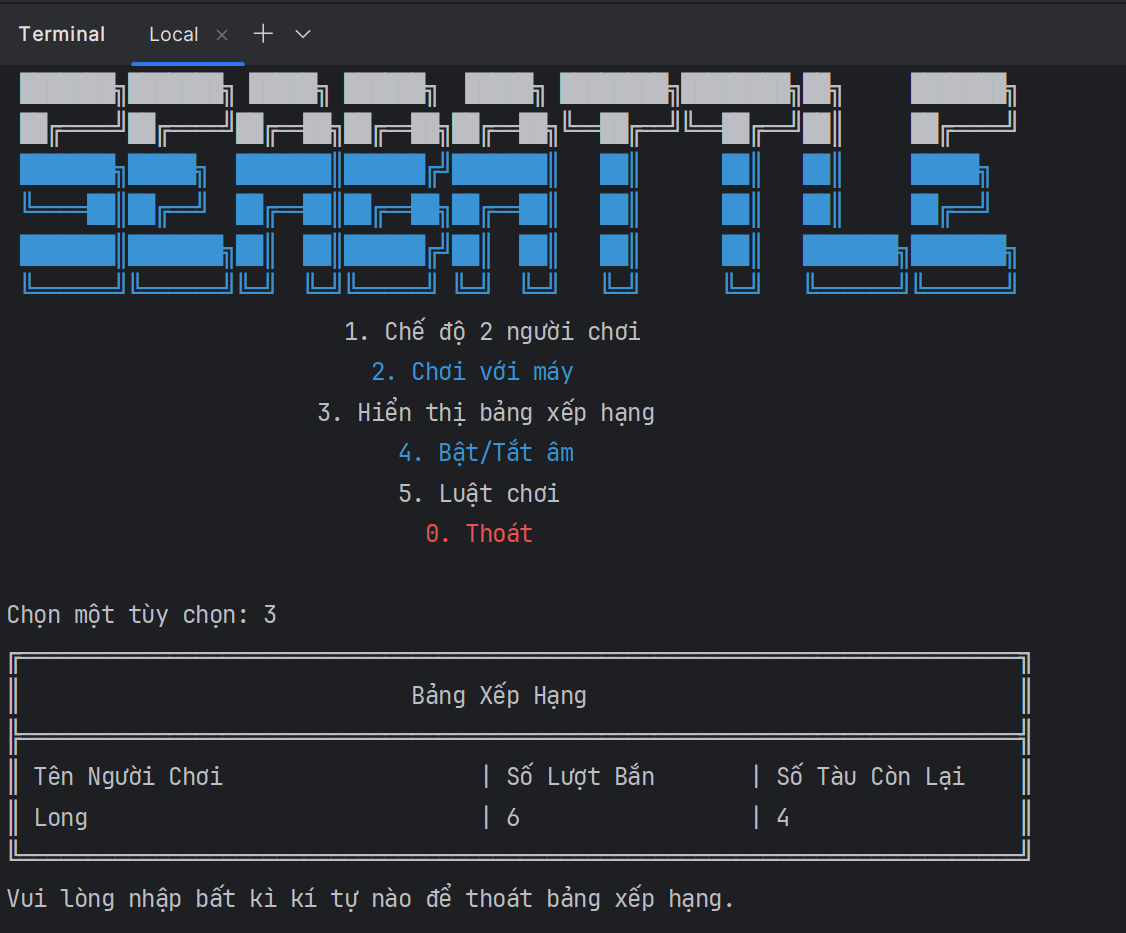 Terminal Local
SEABATTLE
1. Chế độ 2 người chơi
2. Chơi với máy
3. Hiển thị bảng xếp hạng
4. Bật/Tắt âm
5. Luật chơi
0. Thoát
Chọn một tùy chọn: 3
Bảng Xếp Hạng
Tên Người Chơi | Số Lượt Bắn | Số Tàu Còn Lại
Long | 6 | 4
Vui lòng nhập bất kì kí tự nào để thoát bảng xếp hạng.